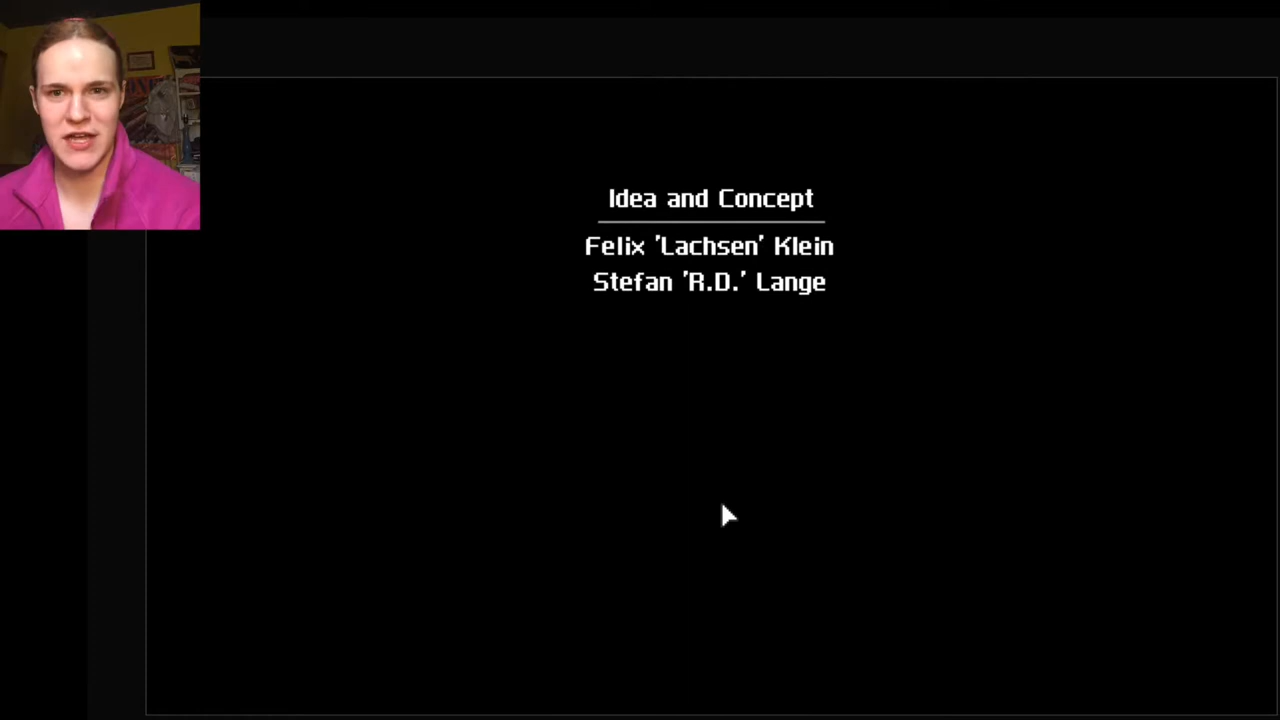 Idea and Concept
Felix 'Lachsen' Klein
Stefan 'R.D.' Lange